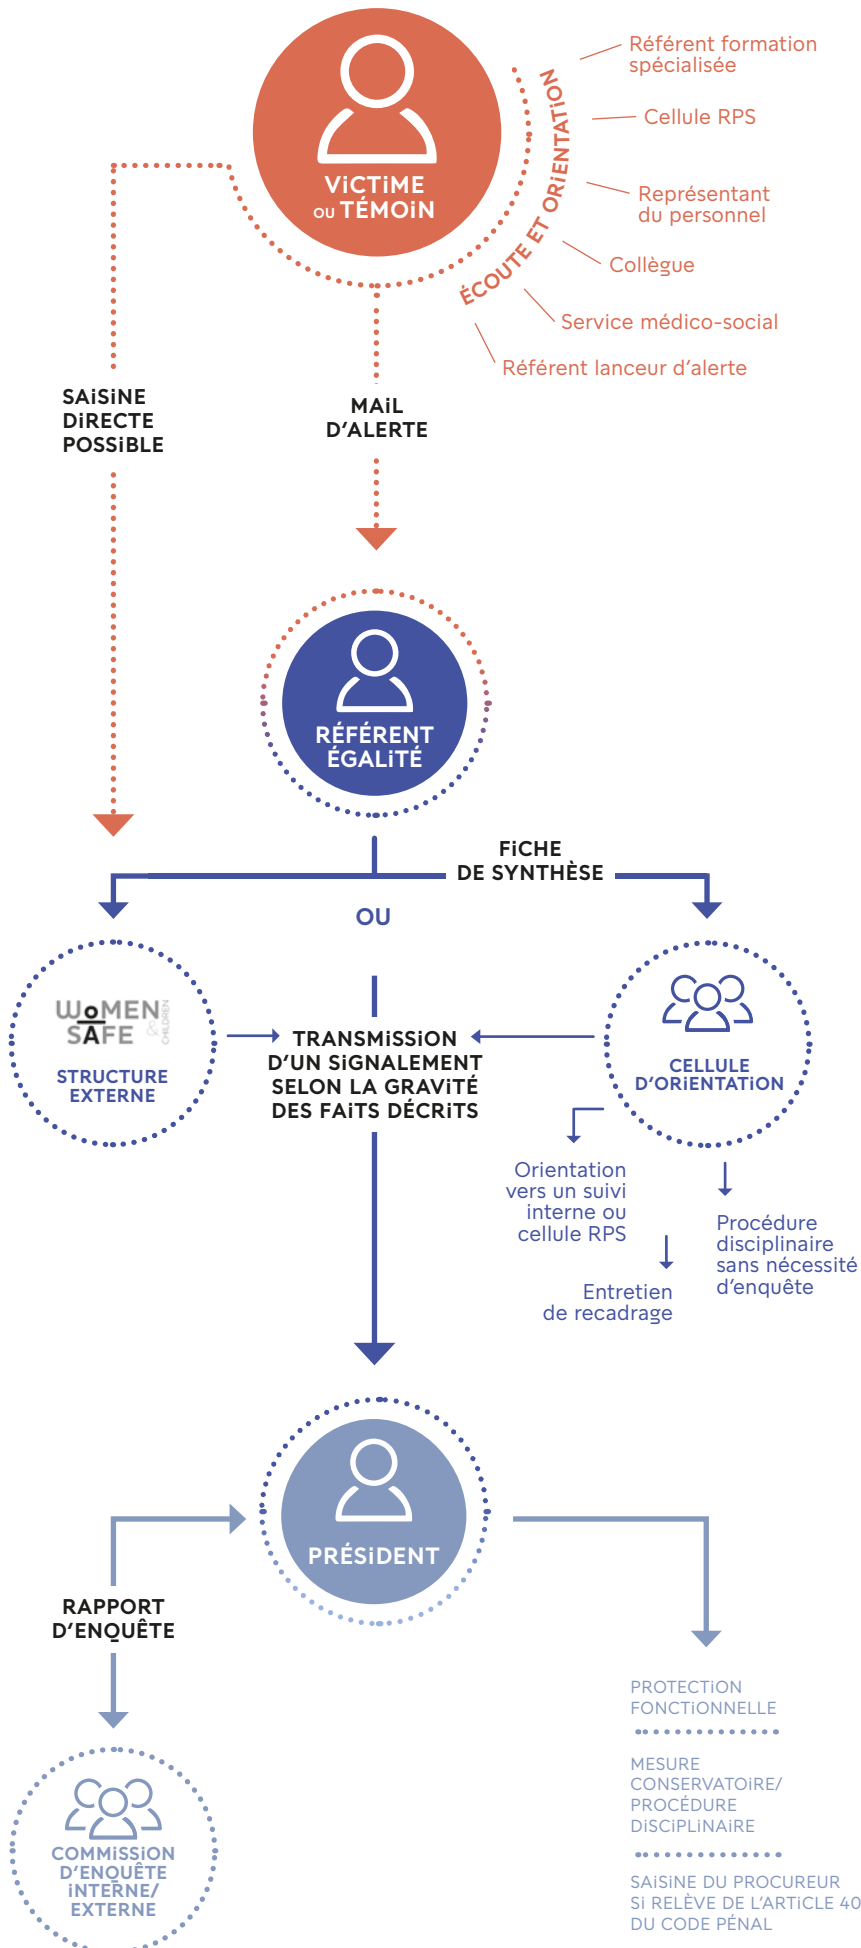 ViCTiME
OU TÉMOiN
ÉCOUTE ET ORiENTATiON
Référent formation
spécialisée
Cellule RPS
Représentant
du personnel
Collègue
Service médico-social
Référent lanceur d'alerte
SAiSiNE
DiRECTE
POSSiBLE
MAiL
D'ALERTE
RÉFÉRENT
ÉGALiTÉ
FiCHE
DE SYNTHÈSE
OU
WoMEN
SAFE
& CHILDREN
STRUCTURE
EXTERNE
TRANSMiSSiON
D'UN SiGNALEMENT
SELON LA GRAViTÉ
DES FAiTS DÉCRiTS
CELLULE
D'ORiENTATiON
Orientation
vers un suivi
interne ou
cellule RPS
Entretien
de recadrage
Procédure
disciplinaire
sans nécessité
d'enquête
PRÉSiDENT
RAPPORT
D'ENQUÊTE
COMMiSSiON
D'ENQUÊTE
iNTERNE/
EXTERNE
PROTECTiON
FONCTiONNELLE
MESURE
CONSERVATOiRE/
PROCÉDURE
DiSCiPLiNAiRE
SAiSiNE DU PROCUREUR
Si RELÈVE DE L'ARTiCLE 40
DU CODE PÉNAL